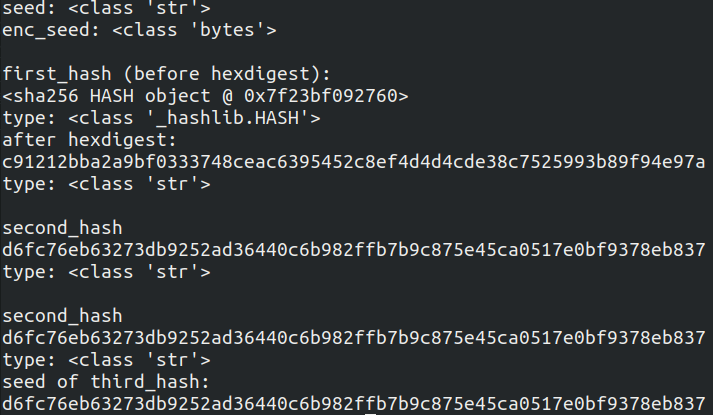 seed: <class 'str'>
enc_seed: <class 'bytes'>
first_hash (before hexdigest):
<sha256 HASH object @ 0x7f23bf092760>
type: <class '_hashlib.HASH'>
after hexdigest:
c91212bba2a9bf0333748ceac6395452c8ef4d4d4cde38c7525993b89f94e97a
type: <class 'str'>
second_hash
d6fc76eb63273db9252ad36440c6b982ffb7b9c875e45ca0517e0bf9378eb837
type: <class 'str'>
second_hash
d6fc76eb63273db9252ad36440c6b982ffb7b9c875e45ca0517e0bf9378eb837
type: <class 'str'>
seed of third_hash:
d6fc76eb63273db9252ad36440c6b982ffb7b9c875e45ca0517e0bf9378eb837